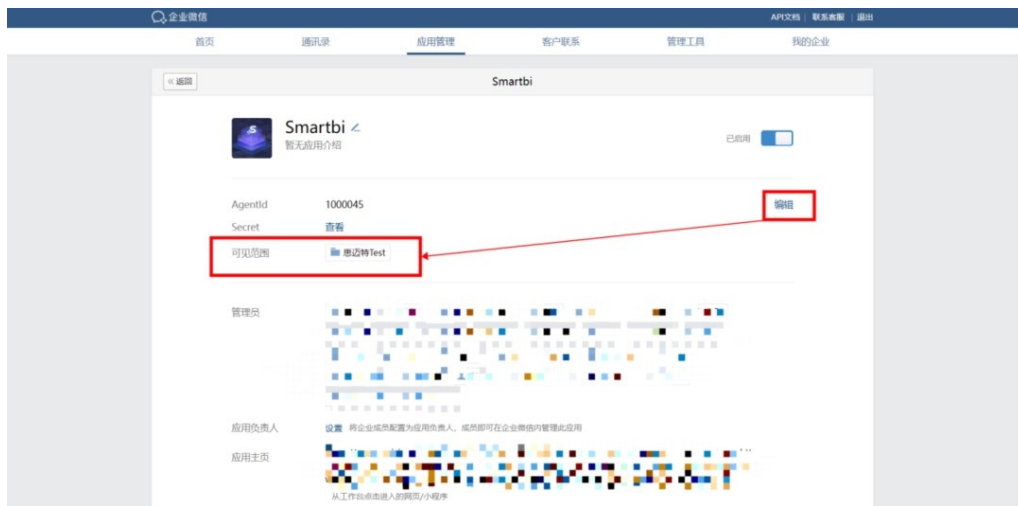 企业微信
API文档 | 联系客服 | 退出
首页 通讯录 应用管理 客户联系 管理工具 我的企业
« 返回 Smartbi
Smartbi
暂无应用介绍
已启用
AgentId 1000045 编辑
Secret 查看
可见范围 思迈特Test
管理员
应用负责人 设置 将企业成员配置为应用负责人，成员即可在企业微信内管理此应用
应用主页
从工作台点击进入的网页/小程序